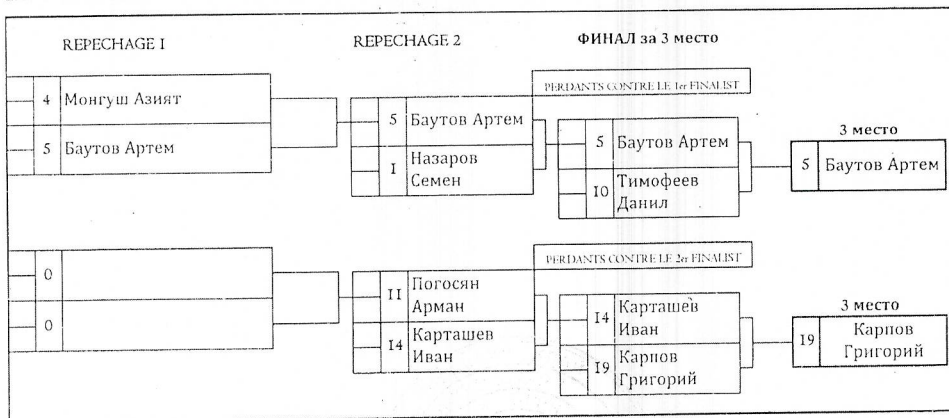 REPECHAGE I
REPECHAGE 2
ФИНАЛ за 3 место
PERDANTS CONTRE LE 1er FINALIST
4 Монгуш Азият
5 Баутов Артем
5 Баутов Артем
I Назаров
Семен
5 Баутов Артем
I0 Тимофеев
Данил
3 место
5 Баутов Артем
PERDANTS CONTRE LE 2er FINALIST
0
0
II Погосян
Арман
I4 Карташев
Иван
I4 Карташев
Иван
I9 Карпов
Григорий
3 место
I9 Карпов
Григорий